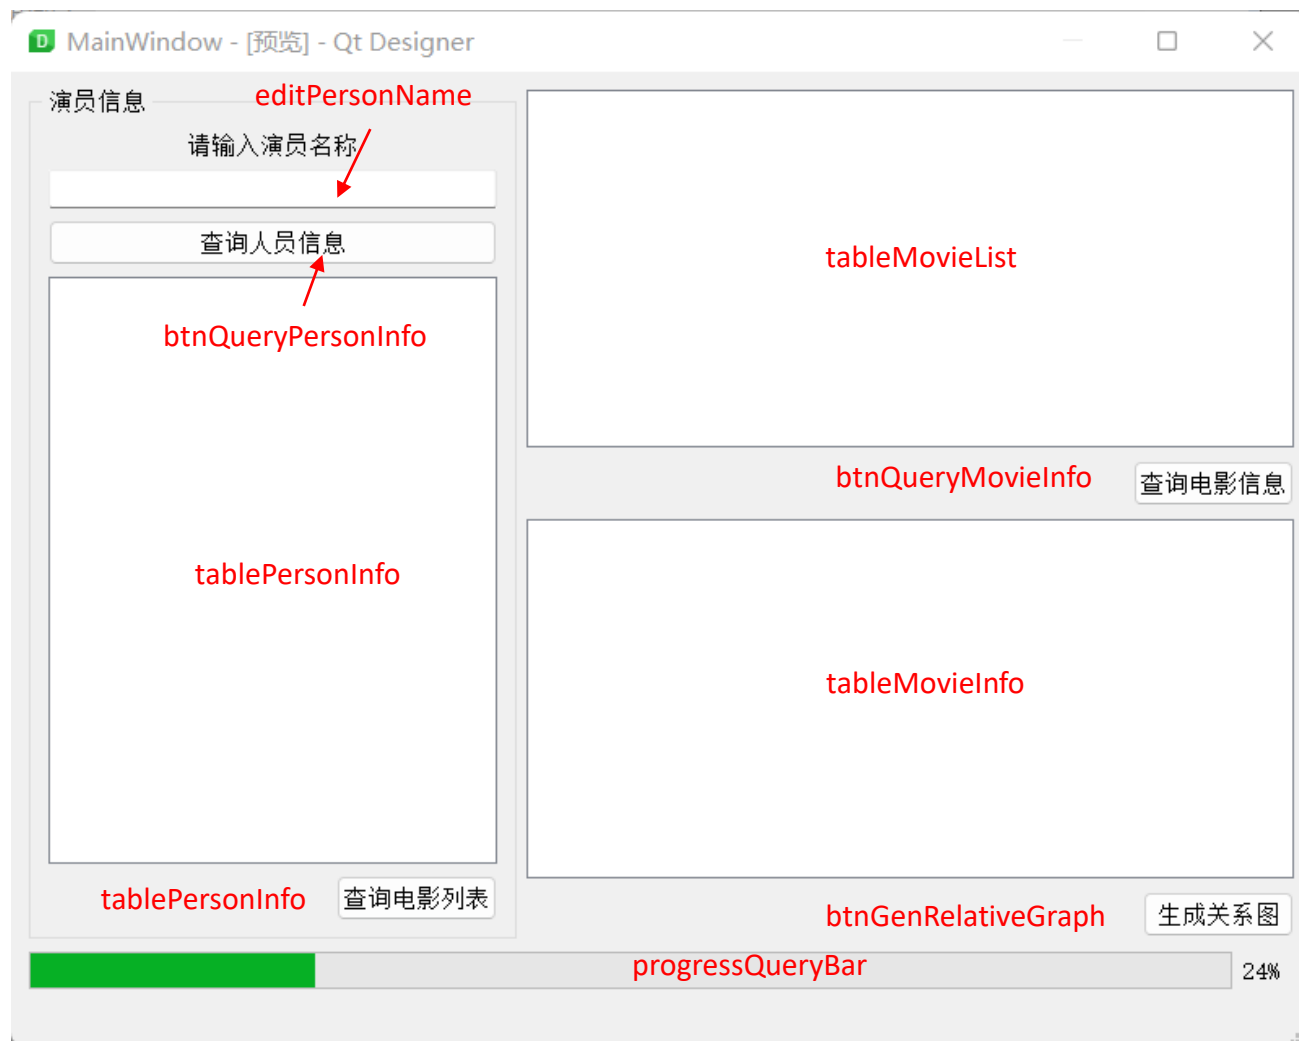 MainWindow - [预览] - Qt Designer
演员信息
editPersonName
请输入演员名称
查询人员信息
btnQueryPersonInfo
tablePersonInfo
tablePersonInfo
查询电影列表
tableMovieList
btnQueryMovieInfo
查询电影信息
tableMovieInfo
btnGenRelativeGraph
生成关系图
progressQueryBar
24%